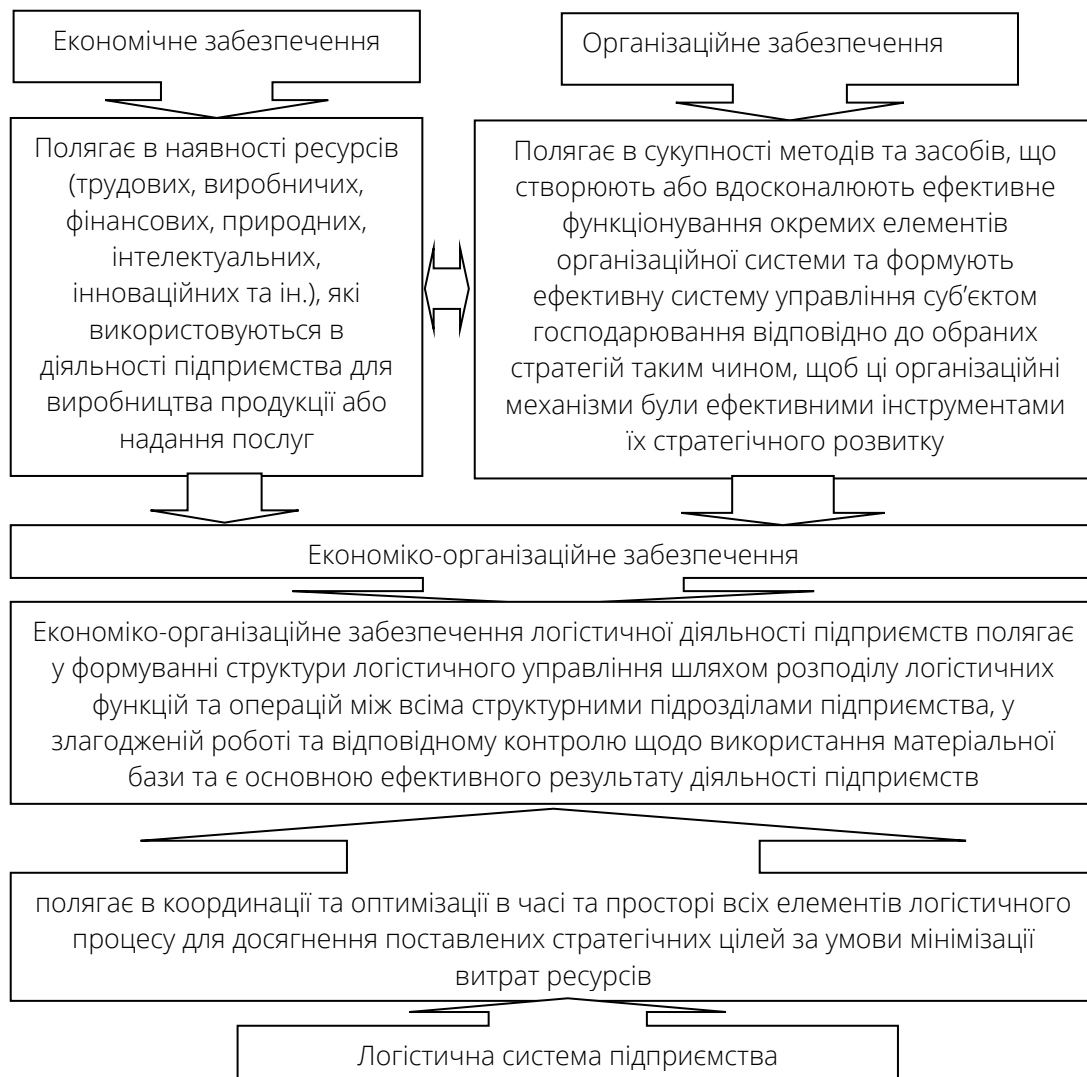 Економічне забезпечення
Організаційне забезпечення
Полягає в наявності ресурсів
(трудових, виробничих,
фінансових, природних,
інтелектуальних,
інноваційних та ін.), які
використовуються в
діяльності підприємства для
виробництва продукції або
надання послуг
Полягає в сукупності методів та засобів, що
створюють або вдосконалюють ефективне
функціонування окремих елементів
організаційної системи та формують
ефективну систему управління суб’єктом
господарювання відповідно до обраних
стратегій таким чином, щоб ці організаційні
механізми були ефективними інструментами
їх стратегічного розвитку
Економіко-організаційне забезпечення
Економіко-організаційне забезпечення логістичної діяльності підприємств полягає
у формуванні структури логістичного управління шляхом розподілу логістичних
функцій та операцій між всіма структурними підрозділами підприємства, у
злагодженій роботі та відповідному контролю щодо використання матеріальної
бази та є основною ефективного результату діяльності підприємств
полягає в координації та оптимізації в часі та просторі всіх елементів логістичного
процесу для досягнення поставлених стратегічних цілей за умови мінімізації
витрат ресурсів
Логістична система підприємства